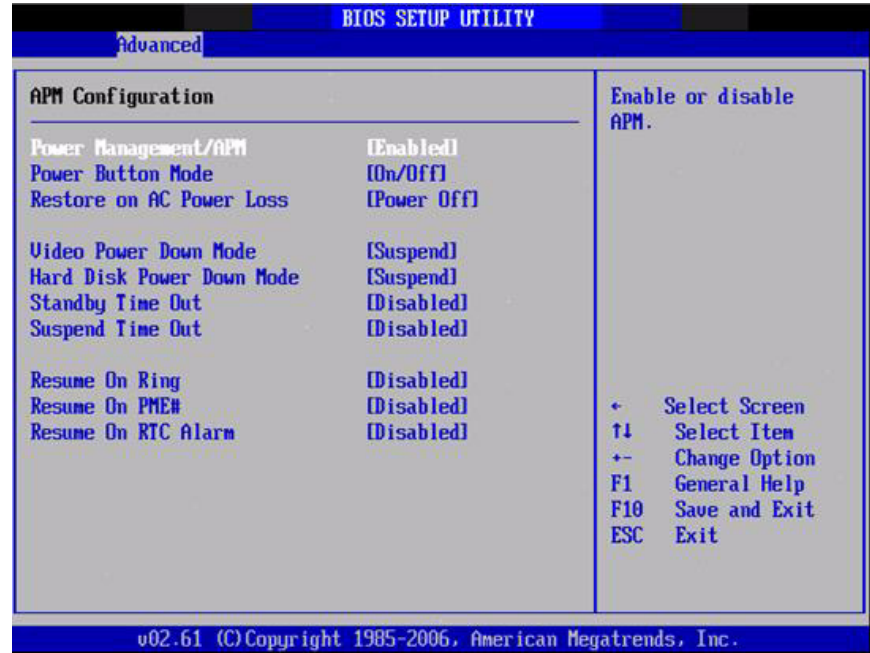 BIOS SETUP UTILITY
Advanced
APM Configuration
Power Management/APM [Enabled]
Power Button Mode [On/Off]
Restore on AC Power Loss [Power Off]
Video Power Down Mode [Suspend]
Hard Disk Power Down Mode [Suspend]
Standby Time Out [Disabled]
Suspend Time Out [Disabled]
Resume On Ring [Disabled]
Resume On PME# [Disabled]
Resume On RTC Alarm [Disabled]
Enable or disable
APM.
← Select Screen
↑↓ Select Item
+- Change Option
F1 General Help
F10 Save and Exit
ESC Exit
v02.61 (C)Copyright 1985-2006, American Megatrends, Inc.